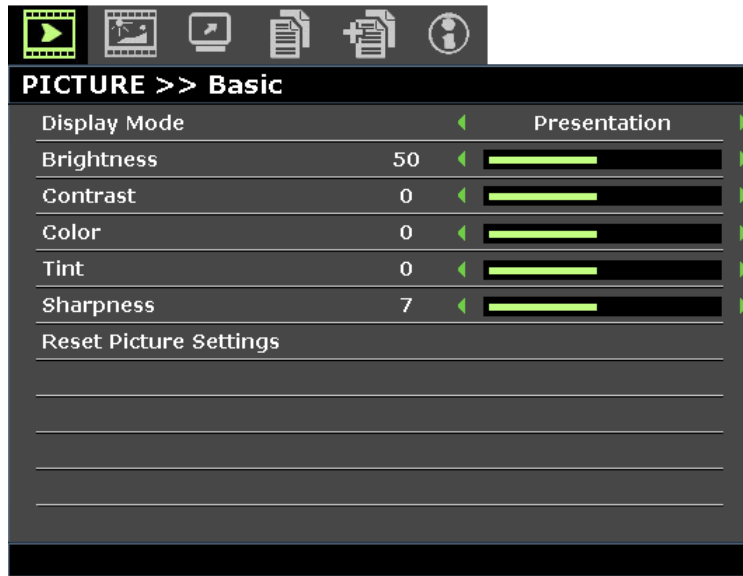 PICTURE >> Basic
Display Mode Presentation
Brightness 50
Contrast 0
Color 0
Tint 0
Sharpness 7
Reset Picture Settings